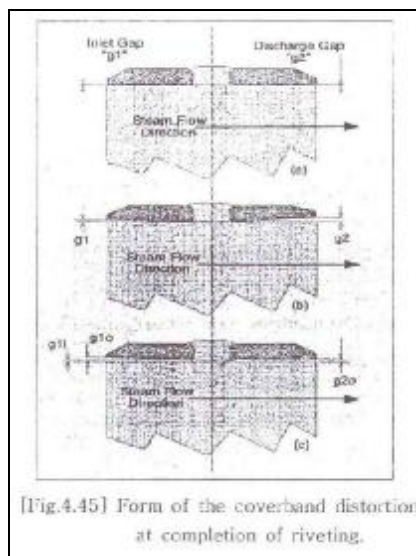 Inlet Gap Discharge Gap
"g1" "g2"
Steam Flow
Direction
(a)
g1 g2
Steam Flow
Direction
(b)
g1i g1o
g2o
Steam Flow
Direction
(c)
[Fig.4.45] Form of the coverband distortion
at completion of riveting.